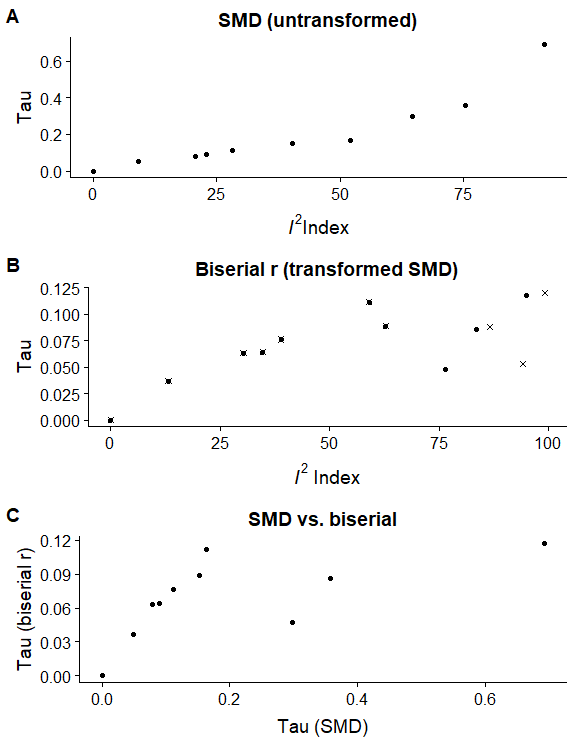 A
SMD (untransformed)
Tau
0.6
0.4
0.2
0.0
0 25 50 75
I² Index
B
Biserial r (transformed SMD)
Tau
0.125
0.100
0.075
0.050
0.025
0.000
0 25 50 75 100
I² Index
C
SMD vs. biserial
Tau (biserial r)
0.12
0.09
0.06
0.03
0.00
0.0 0.2 0.4 0.6
Tau (SMD)